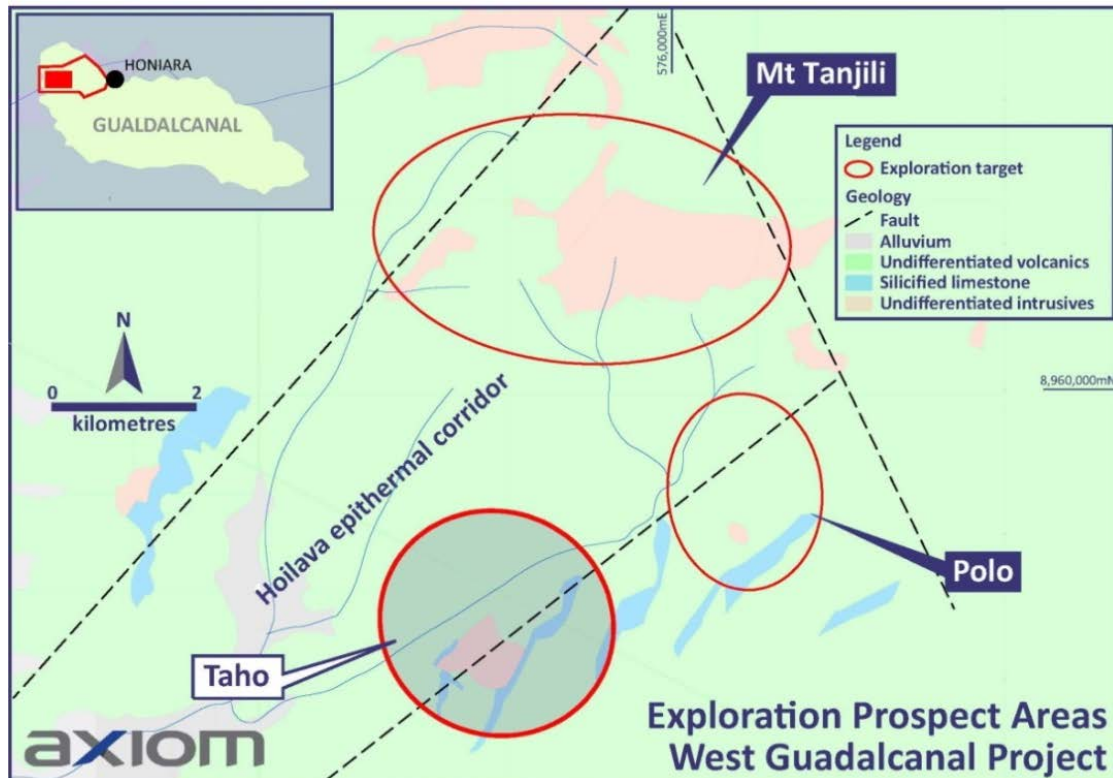 HONIARA
GUALDALCANAL
576,000mE
Mt Tanjili
Legend
Exploration target
Geology
Fault
Alluvium
Undifferentiated volcanics
Silicified limestone
Undifferentiated intrusives
N
0 2
kilometres
8,960,000mN
Hoilava epithermal corridor
Polo
Taho
axiom
Exploration Prospect Areas
West Guadalcanal Project